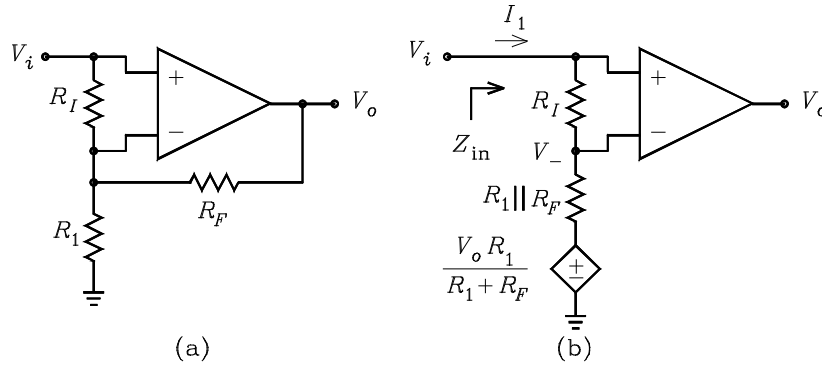 V_i
R_I
+
−
V_o
R_F
R_1
(a)
I_1
V_i
Z_in
R_I
+
−
V_o
V_−
R_1||R_F
V_o R_1
R_1 + R_F
+
−
(b)